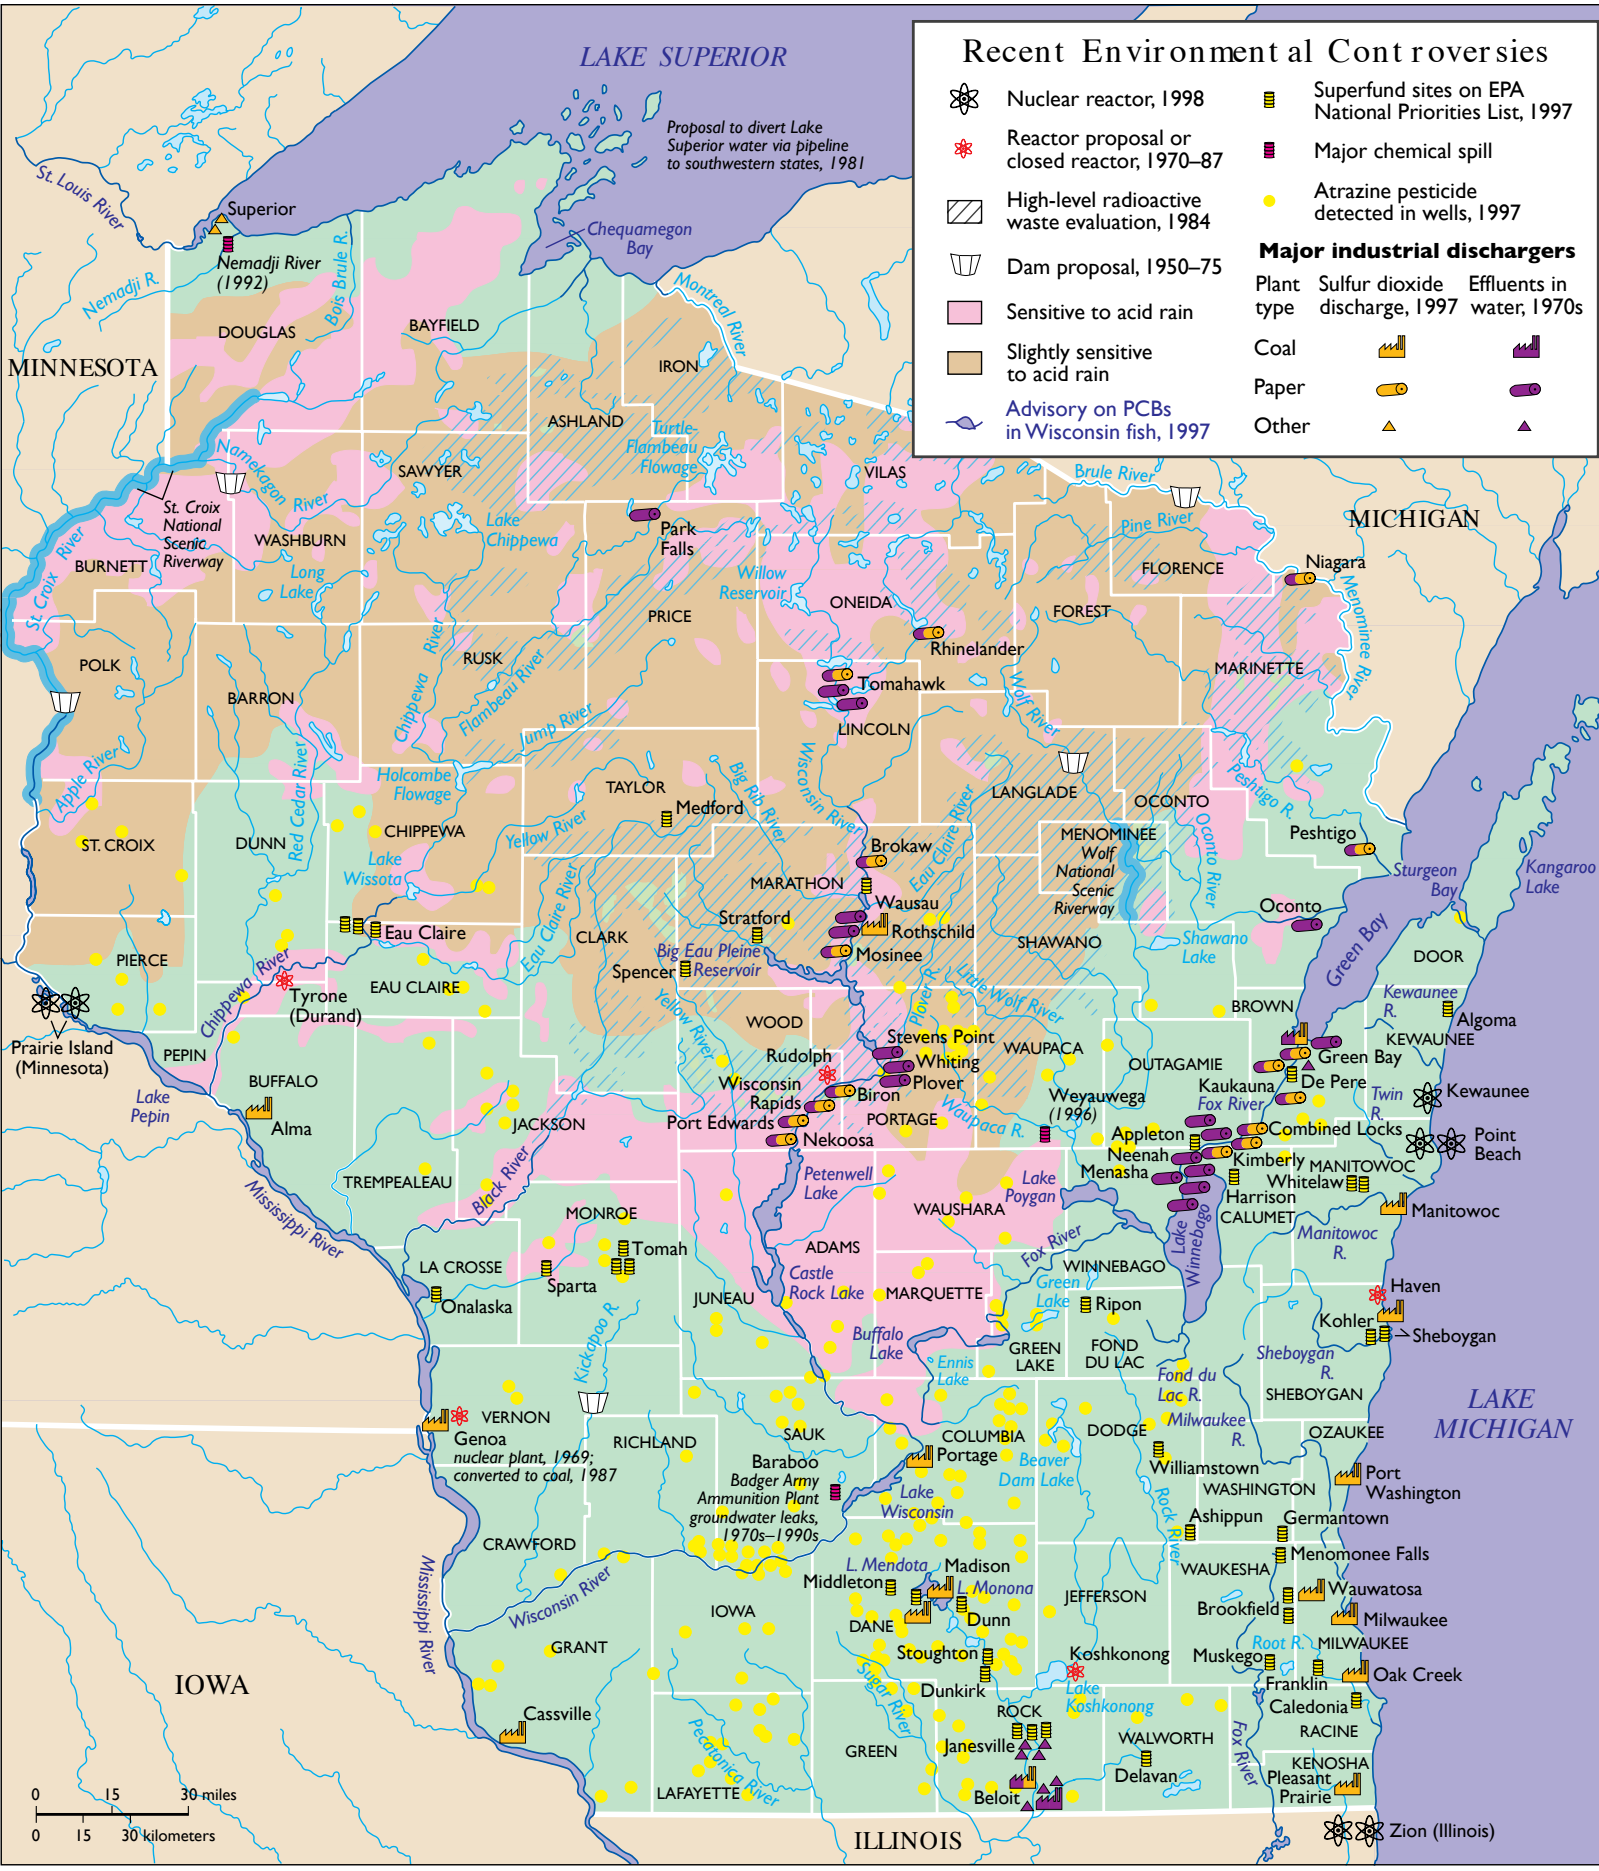 Recent Environmental Controversies
Nuclear reactor, 1998
Reactor proposal or
closed reactor, 1970–87
High-level radioactive
waste evaluation, 1984
Dam proposal, 1950–75
Sensitive to acid rain
Slightly sensitive
to acid rain
Advisory on PCBs
in Wisconsin fish, 1997
Superfund sites on EPA
National Priorities List, 1997
Major chemical spill
Atrazine pesticide
detected in wells, 1997
Major industrial dischargers
Plant
type
Sulfur dioxide
discharge, 1997
Effluents in
water, 1970s
Coal
Paper
Other
LAKE SUPERIOR
Proposal to divert Lake
Superior water via pipeline
to southwestern states, 1981
St. Louis River
Superior
Nemadji River
(1992)
Nemadji R.
Bois Brule R.
Chequamegon
Bay
Montreal River
DOUGLAS
BAYFIELD
IRON
MINNESOTA
ASHLAND
Turtle-
Flambeau
Flowage
VILAS
SAWYER
Namekagon
River
St. Croix
National
Scenic
Riverway
WASHBURN
Lake
Chippewa
Park
Falls
Brule River
Pine River
MICHIGAN
BURNETT
Long
Lake
St. Croix
River
Willow
Reservoir
ONEIDA
FLORENCE
Niagara
Menominee
River
FOREST
PRICE
Rhinelander
POLK
RUSK
Chippewa
River
Flambeau River
Jump River
BARRON
Tomahawk
LINCOLN
Wolf River
MARINETTE
Apple River
Red Cedar River
Holcombe
Flowage
TAYLOR
Medford
Big Rib River
Wisconsin River
LANGLADE
OCONTO
Peshtigo R.
Oconto River
Peshtigo
ST. CROIX
DUNN
CHIPPEWA
Yellow River
Lake
Wissota
Brokaw
Eau Claire River
MENOMINEE
Wolf
National
Scenic
Riverway
MARATHON
Wausau
Sturgeon
Bay
Kangaroo
Lake
Eau Claire
Eau Claire River
Stratford
Rothschild
Oconto
Green Bay
CLARK
Big Eau Pleine
Reservoir
Mosinee
Spencer
SHAWANO
Shawano
Lake
DOOR
PIERCE
Chippewa River
Tyrone
(Durand)
EAU CLAIRE
Yellow River
Plover R.
Little Wolf River
BROWN
Kewaunee
R.
Algoma
KEWAUNEE
Prairie Island
(Minnesota)
PEPIN
WOOD
Rudolph
Stevens Point
Whiting
Plover
WAUPACA
OUTAGAMIE
Green Bay
De Pere
Kaukauna
Fox River
Twin
R.
Kewaunee
Lake
Pepin
BUFFALO
Alma
Wisconsin
Rapids
Biron
Port Edwards
Nekoosa
PORTAGE
Waupaca R.
Weyauwega
(1996)
Appleton
Combined Locks
Point
Beach
JACKSON
Neenah
Menasha
Kimberly
MANITOWOC
Whitelaw
Harrison
CALUMET
Manitowoc
TREMPEALEAU
Black River
Petenwell
Lake
Lake
Poygan
Lake
Winnebago
Manitowoc
R.
Mississippi River
MONROE
WAUSHARA
ADAMS
Fox River
WINNEBAGO
LA CROSSE
Tomah
Sparta
Onalaska
Castle
Rock Lake
JUNEAU
MARQUETTE
Green
Lake
Ripon
Haven
Kohler
Sheboygan
Kickapoo R.
Buffalo
Lake
Ennis
Lake
GREEN
LAKE
FOND
DU LAC
Fond du
Lac R.
Sheboygan
R.
SHEBOYGAN
LAKE
MICHIGAN
VERNON
Genoa
nuclear plant, 1969;
converted to coal, 1987
RICHLAND
SAUK
Baraboo
Badger Army
Ammunition Plant
groundwater leaks,
1970s–1990s
COLUMBIA
Portage
Beaver
Dam Lake
DODGE
Milwaukee
R.
OZAUKEE
Williamstown
Port
Washington
WASHINGTON
Lake
Wisconsin
Rock River
Ashippun
Germantown
CRAWFORD
Menomonee Falls
L. Mendota
Madison
Middleton
L. Monona
WAUKESHA
Wauwatosa
Wisconsin River
Mississippi River
IOWA
DANE
Dunn
JEFFERSON
Brookfield
Milwaukee
GRANT
Stoughton
Koshkonong
Root R.
MILWAUKEE
Muskego
Oak Creek
Franklin
IOWA
Dunkirk
Lake
Koshkonong
Caledonia
Cassville
Sugar River
ROCK
RACINE
Pecatonica River
GREEN
Janesville
WALWORTH
Fox River
KENOSHA
Delavan
Pleasant
Prairie
LAFAYETTE
Beloit
0 15 30 miles
0 15 30 kilometers
ILLINOIS
Zion (Illinois)